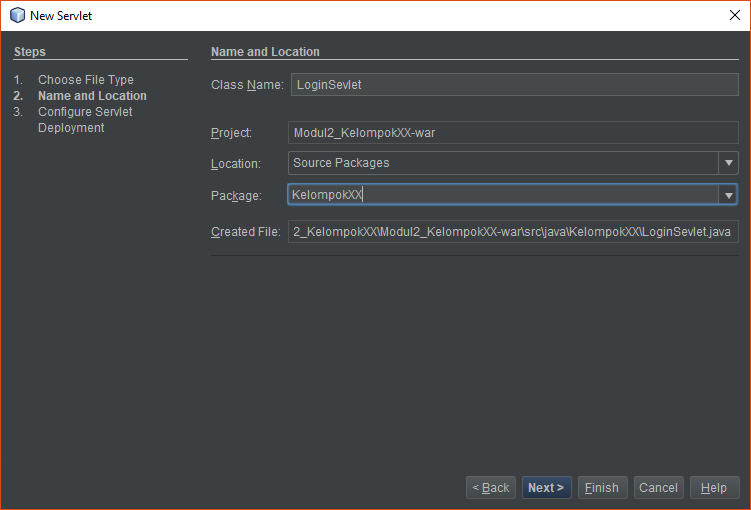 New Servlet
Steps
1. Choose File Type
2. Name and Location
3. Configure Servlet
Deployment
Name and Location
Class Name: LoginSevlet
Project: Modul2_KelompokXX-war
Location: Source Packages
Package: KelompokXX
Created File: 2_KelompokXX\Modul2_KelompokXX-war\src\java\KelompokXX\LoginSevlet.java
< Back Next > Finish Cancel Help